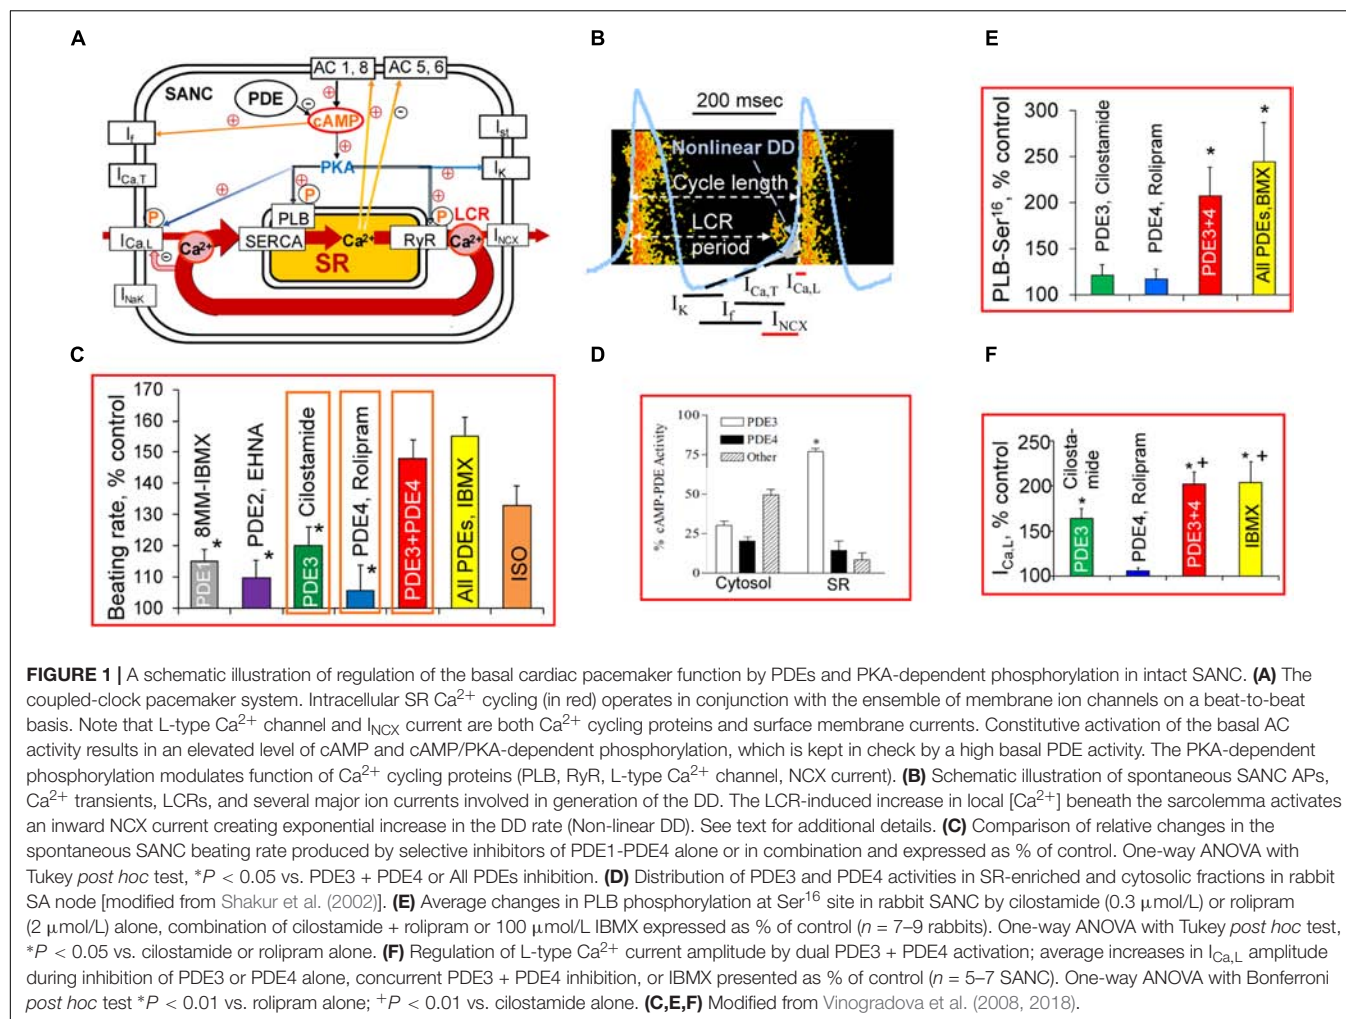 A
SANC
PDE
AC 1, 8
AC 5, 6
cAMP
PKA
I_f
I_st
I_Ca,T
I_K
P
PLB
P
P
LCR
I_Ca,L
Ca²⁺
SERCA
Ca²⁺
RyR
Ca²⁺
I_NCX
SR
I_NaK
B
200 msec
Nonlinear DD
Cycle length
LCR
period
I_Ca,T
I_Ca,L
I_K
I_f
I_NCX
E
PLB-Ser¹⁶, % control
300
250
200
150
100
PDE3, Cilostamide
PDE4, Rolipram
*
PDE3+4
*
All PDEs,BMX
C
Beating rate, % control
170
160
150
140
130
120
110
100
8MM-IBMX
PDE1
*
PDE2, EHNA
*
Cilostamide
PDE3
*
PDE4, Rolipram
*
PDE3+PDE4
All PDEs, IBMX
ISO
D
% cAMP-PDE Activity
100
75
50
25
0
PDE3
PDE4
Other
*
Cytosol
SR
F
I_Ca,L, % control
250
200
150
100
Cilosta-
mide
*
PDE3
PDE4, Rolipram
*+
PDE3+4
*+
IBMX
FIGURE 1 | A schematic illustration of regulation of the basal cardiac pacemaker function by PDEs and PKA-dependent phosphorylation in intact SANC. (A) The
coupled-clock pacemaker system. Intracellular SR Ca²⁺ cycling (in red) operates in conjunction with the ensemble of membrane ion channels on a beat-to-beat
basis. Note that L-type Ca²⁺ channel and I_NCX current are both Ca²⁺ cycling proteins and surface membrane currents. Constitutive activation of the basal AC
activity results in an elevated level of cAMP and cAMP/PKA-dependent phosphorylation, which is kept in check by a high basal PDE activity. The PKA-dependent
phosphorylation modulates function of Ca²⁺ cycling proteins (PLB, RyR, L-type Ca²⁺ channel, NCX current). (B) Schematic illustration of spontaneous SANC APs,
Ca²⁺ transients, LCRs, and several major ion currents involved in generation of the DD. The LCR-induced increase in local [Ca²⁺] beneath the sarcolemma activates
an inward NCX current creating exponential increase in the DD rate (Non-linear DD). See text for additional details. (C) Comparison of relative changes in the
spontaneous SANC beating rate produced by selective inhibitors of PDE1-PDE4 alone or in combination and expressed as % of control. One-way ANOVA with
Tukey post hoc test, *P < 0.05 vs. PDE3 + PDE4 or All PDEs inhibition. (D) Distribution of PDE3 and PDE4 activities in SR-enriched and cytosolic fractions in rabbit
SA node [modified from Shakur et al. (2002)]. (E) Average changes in PLB phosphorylation at Ser¹⁶ site in rabbit SANC by cilostamide (0.3 μmol/L) or rolipram
(2 μmol/L) alone, combination of cilostamide + rolipram or 100 μmol/L IBMX expressed as % of control (n = 7–9 rabbits). One-way ANOVA with Tukey post hoc test,
*P < 0.05 vs. cilostamide or rolipram alone. (F) Regulation of L-type Ca²⁺ current amplitude by dual PDE3 + PDE4 activation; average increases in I_Ca,L amplitude
during inhibition of PDE3 or PDE4 alone, concurrent PDE3 + PDE4 inhibition, or IBMX presented as % of control (n = 5–7 SANC). One-way ANOVA with Bonferroni
post hoc test *P < 0.01 vs. rolipram alone; ⁺P < 0.01 vs. cilostamide alone. (C,E,F) Modified from Vinogradova et al. (2008, 2018).